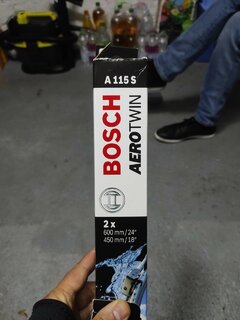 A 115 S
BOSCH
AEROTWIN
2 x
600 mm/24"
450 mm/18"